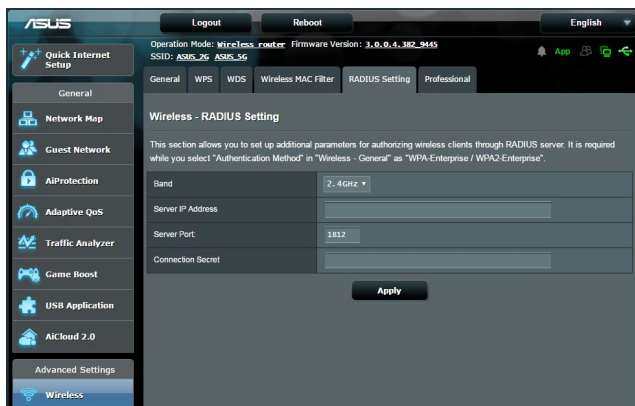 ASUS
Logout
Reboot
English
Operation Mode: Wireless router Firmware Version: 3.0.0.4.382_9445
SSID: ASUS_2G ASUS_5G
App
Quick Internet
Setup
General
Network Map
Guest Network
AiProtection
Adaptive QoS
Traffic Analyzer
Game Boost
USB Application
AiCloud 2.0
Advanced Settings
Wireless
General
WPS
WDS
Wireless MAC Filter
RADIUS Setting
Professional
Wireless - RADIUS Setting
This section allows you to set up additional parameters for authorizing wireless clients through RADIUS server. It is required
while you select "Authentication Method" in "Wireless - General" as "WPA-Enterprise / WPA2-Enterprise".
Band
2.4GHz
Server IP Address
Server Port:
1812
Connection Secret
Apply